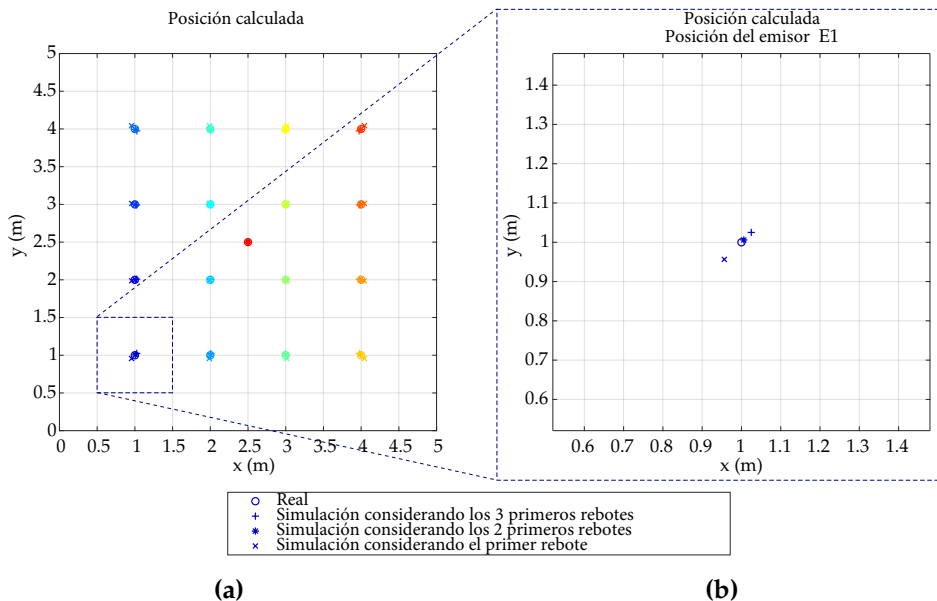 Posición calculada
5
4.5
4
3.5
3
2.5
2
1.5
1
0.5
0
y (m)
0 0.5 1 1.5 2 2.5 3 3.5 4 4.5 5
x (m)
Posición calculada
Posición del emisor E1
1.4
1.3
1.2
1.1
1
0.9
0.8
0.7
0.6
y (m)
0.6 0.7 0.8 0.9 1 1.1 1.2 1.3 1.4
x (m)
Real
Simulación considerando los 3 primeros rebotes
Simulación considerando los 2 primeros rebotes
Simulación considerando el primer rebote
(a)
(b)